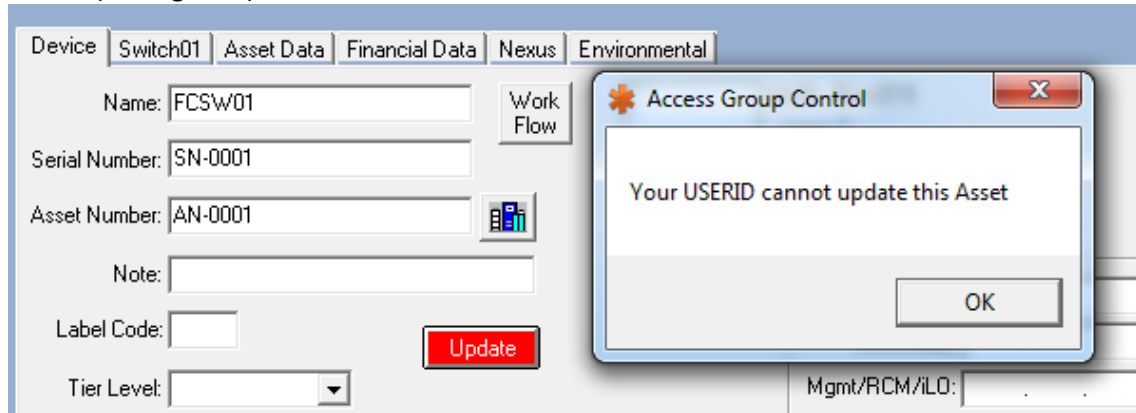 Device Switch01 Asset Data Financial Data Nexus Environmental
Name: FCSW01
Work
Flow
Serial Number: SN-0001
Asset Number: AN-0001
Note:
Label Code:
Update
Tier Level:
Access Group Control
Your USERID cannot update this Asset
OK
Mgmt/RCM/iLO: . .